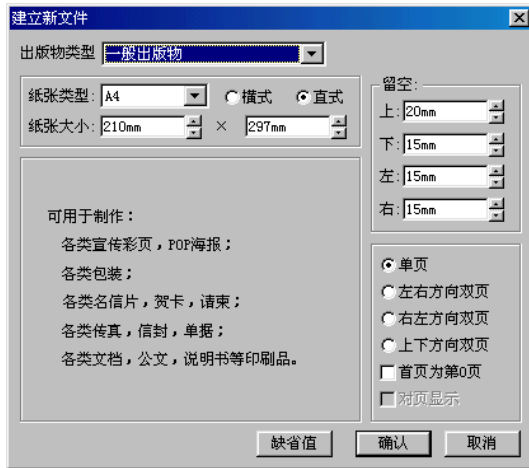 建立新文件
出版物类型 一般出版物
纸张类型: A4 横式 直式
纸张大小: 210mm × 297mm
可用于制作：
各类宣传彩页，POP海报；
各类包装；
各类名信片，贺卡，请柬；
各类传真，信封，单据；
各类文档，公文，说明书等印刷品。
留空:
上: 20mm
下: 15mm
左: 15mm
右: 15mm
单页
左右方向双页
右左方向双页
上下方向双页
首页为第0页
对页显示
缺省值 确认 取消